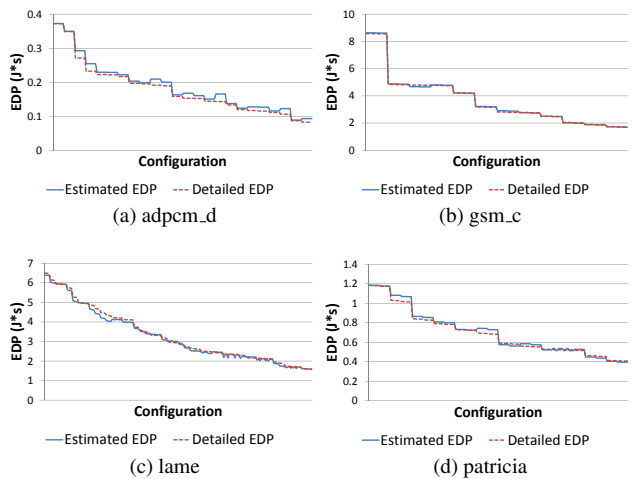 0.4
0.3
0.2
0.1
0
EDP (J*s)
Configuration
Estimated EDP
Detailed EDP
(a) adpcm_d
10
8
6
4
2
0
EDP (J*s)
Configuration
Estimated EDP
Detailed EDP
(b) gsm_c
7
6
5
4
3
2
1
0
EDP (J*s)
Configuration
Estimated EDP
Detailed EDP
(c) lame
1.4
1.2
1
0.8
0.6
0.4
0.2
0
EDP (J*s)
Configuration
Estimated EDP
Detailed EDP
(d) patricia